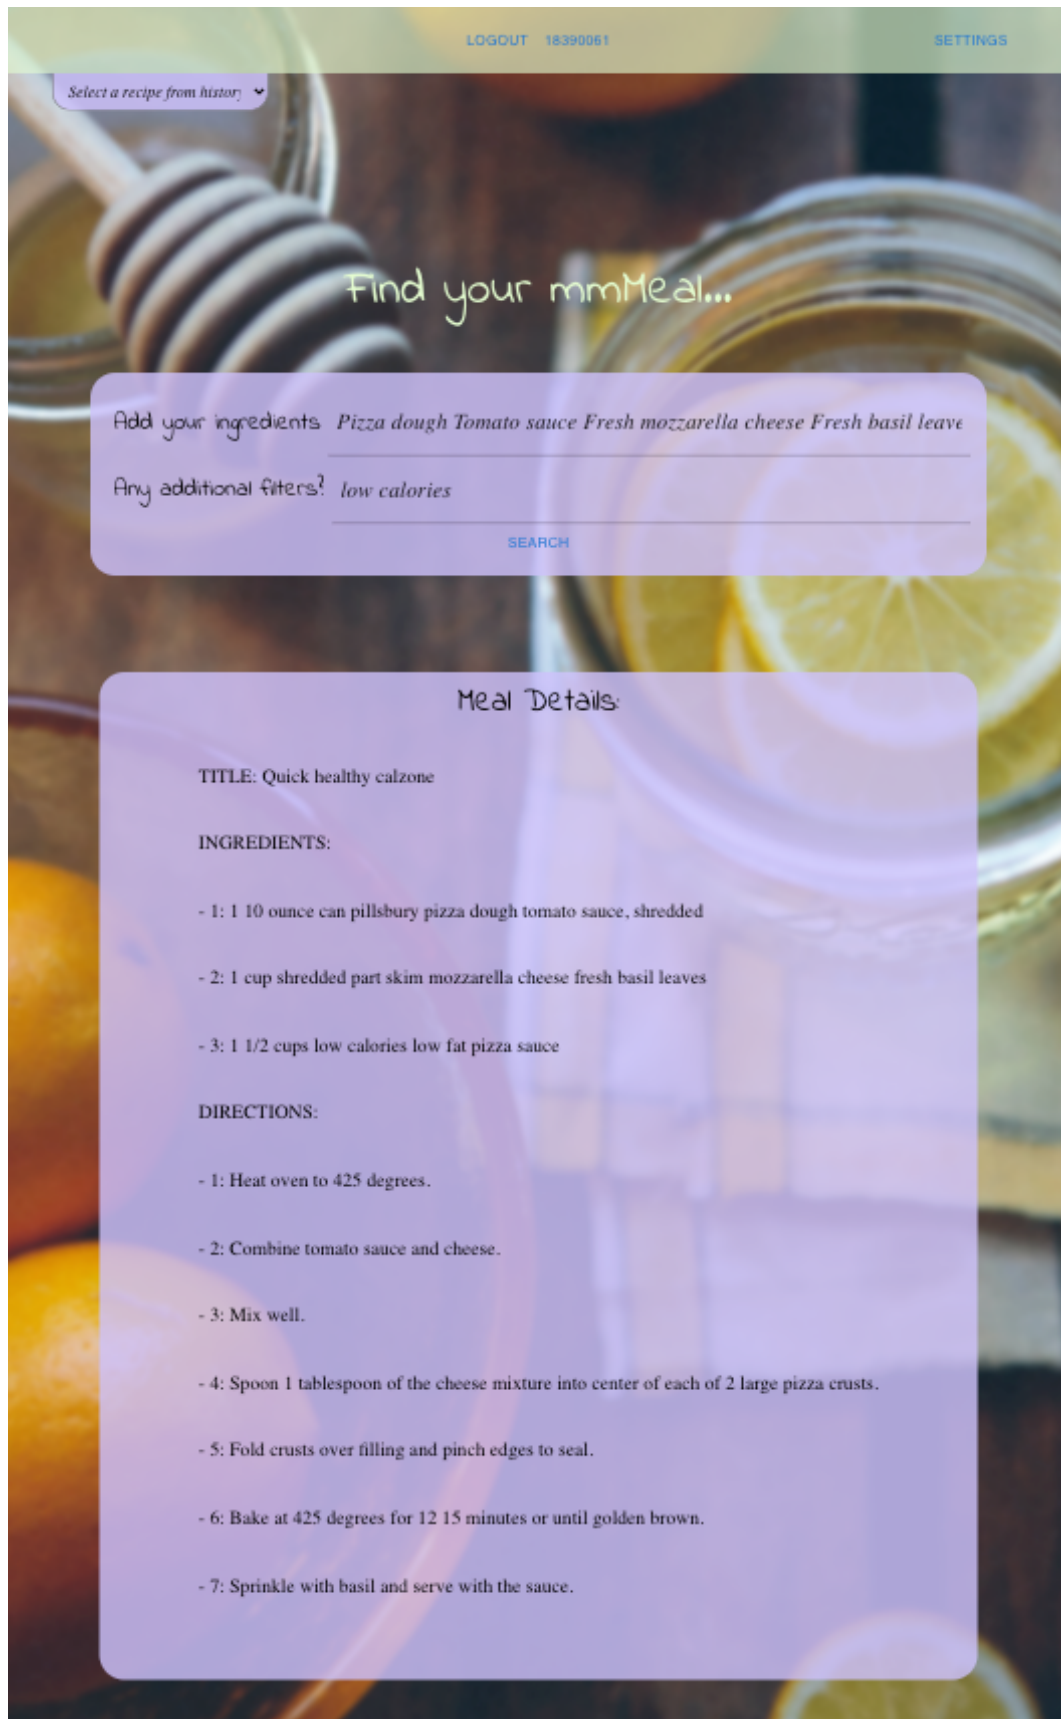 LOGOUT 18390061 SETTINGS
Select a recipe from history
Find your mmMeal...
Add your ingredients Pizza dough Tomato sauce Fresh mozzarella cheese Fresh basil leave
Any additional filters? low calories
SEARCH
Meal Details:
TITLE: Quick healthy calzone
INGREDIENTS:
- 1: 1 10 ounce can pillsbury pizza dough tomato sauce, shredded
- 2: 1 cup shredded part skim mozzarella cheese fresh basil leaves
- 3: 1 1/2 cups low calories low fat pizza sauce
DIRECTIONS:
- 1: Heat oven to 425 degrees.
- 2: Combine tomato sauce and cheese.
- 3: Mix well.
- 4: Spoon 1 tablespoon of the cheese mixture into center of each of 2 large pizza crusts.
- 5: Fold crusts over filling and pinch edges to seal.
- 6: Bake at 425 degrees for 12 15 minutes or until golden brown.
- 7: Sprinkle with basil and serve with the sauce.